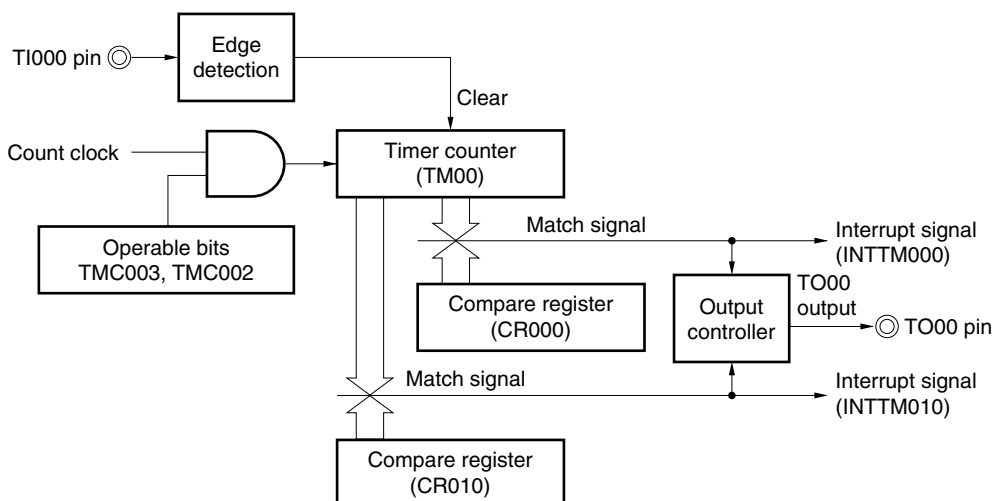 TI000 pin
Edge
detection
Clear
Count clock
Timer counter
(TM00)
Operable bits
TMC003, TMC002
Match signal
Interrupt signal
(INTTM000)
Compare register
(CR000)
Output
controller
TO00
output
TO00 pin
Match signal
Interrupt signal
(INTTM010)
Compare register
(CR010)